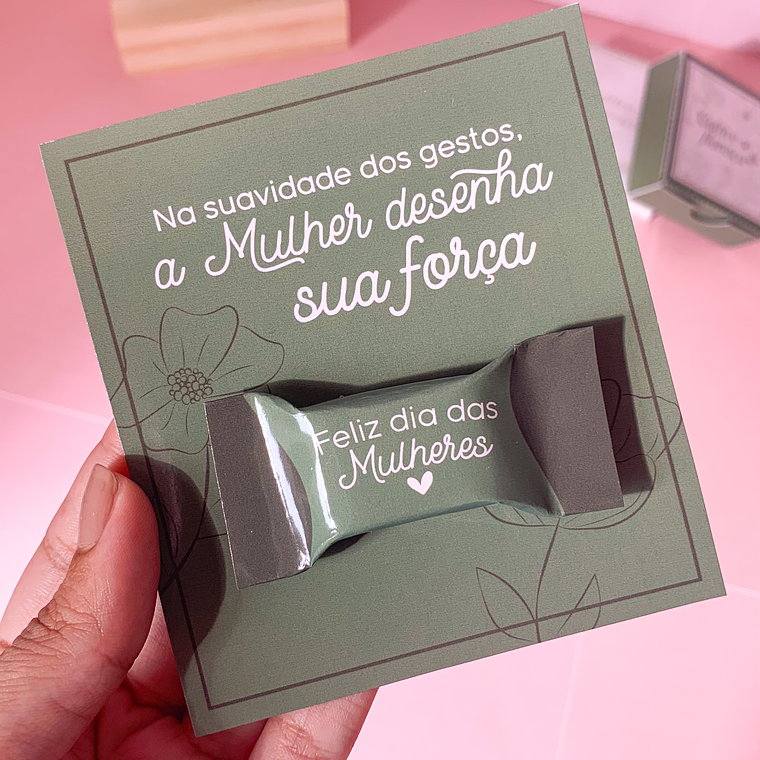 Na suavidade dos gestos,
a Mulher desenha
sua força
Feliz dia das
Mulheres